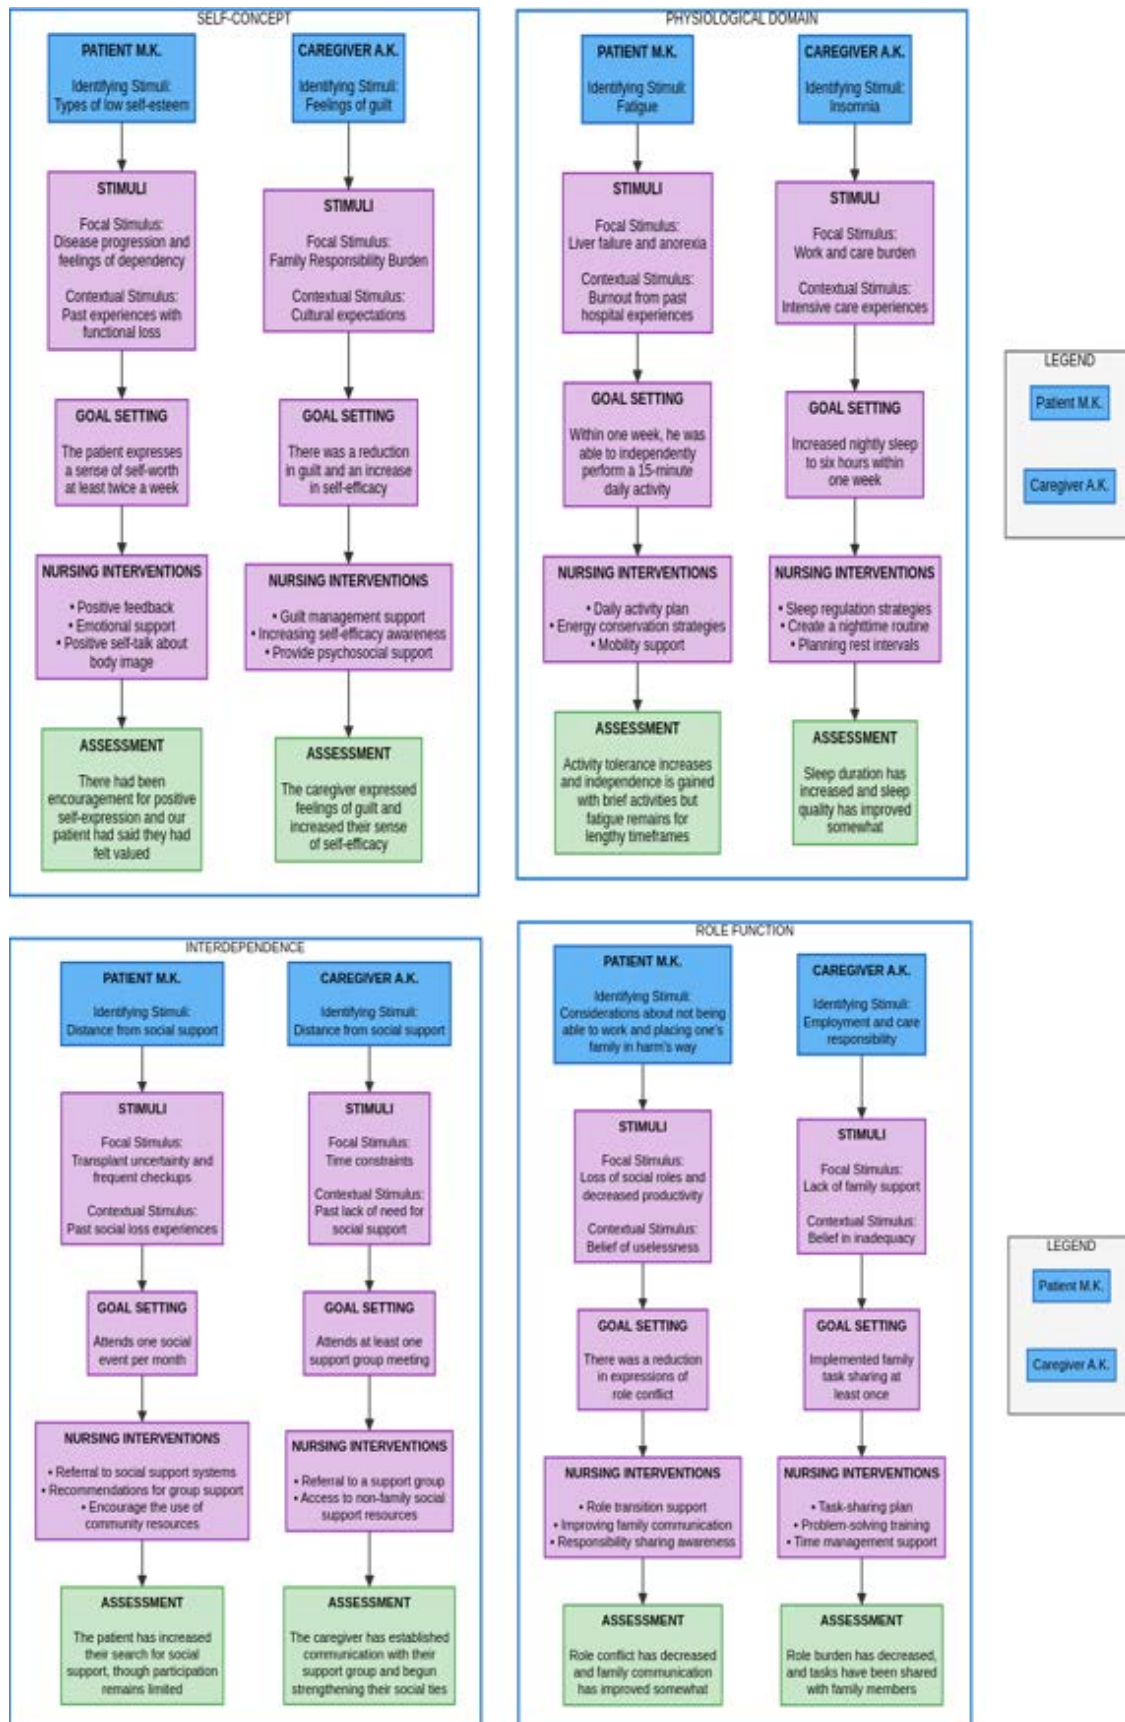 SELF-CONCEPT
PATIENT M.K.
Identifying Stimuli:
Types of low self-esteem
STIMULI
Focal Stimulus:
Disease progression and
feelings of dependency
Contextual Stimulus:
Past experiences with
functional loss
GOAL SETTING
The patient expresses
a sense of self-worth
at least twice a week
NURSING INTERVENTIONS
• Positive feedback
• Emotional support
• Positive self-talk about
body image
ASSESSMENT
There had been
encouragement for positive
self-expression and our
patient had said they had
felt valued
CAREGIVER A.K.
Identifying Stimuli:
Feelings of guilt
STIMULI
Focal Stimulus:
Family Responsibility Burden
Contextual Stimulus:
Cultural expectations
GOAL SETTING
There was a reduction
in guilt and an increase
in self-efficacy
NURSING INTERVENTIONS
• Guilt management support
• Increasing self-efficacy awareness
• Provide psychosocial support
ASSESSMENT
The caregiver expressed
feelings of guilt and
increased their sense
of self-efficacy
PHYSIOLOGICAL DOMAIN
PATIENT M.K.
Identifying Stimuli:
Fatigue
STIMULI
Focal Stimulus:
Liver failure and anorexia
Contextual Stimulus:
Burnout from past
hospital experiences
GOAL SETTING
Within one week, he was
able to independently
perform a 15-minute
daily activity
NURSING INTERVENTIONS
• Daily activity plan
• Energy conservation strategies
• Mobility support
ASSESSMENT
Activity tolerance increases
and independence is gained
with brief activities but
fatigue remains for
lengthy timeframes
CAREGIVER A.K.
Identifying Stimuli:
Insomnia
STIMULI
Focal Stimulus:
Work and care burden
Contextual Stimulus:
Intensive care experiences
GOAL SETTING
Increased nightly sleep
to six hours within
one week
NURSING INTERVENTIONS
• Sleep regulation strategies
• Create a nighttime routine
• Planning rest intervals
ASSESSMENT
Sleep duration has
increased and sleep
quality has improved
somewhat
LEGEND
Patient M.K.
Caregiver A.K.
INTERDEPENDENCE
PATIENT M.K.
Identifying Stimuli:
Distance from social support
STIMULI
Focal Stimulus:
Transplant uncertainty and
frequent checkups
Contextual Stimulus:
Past social loss experiences
GOAL SETTING
Attends one social
event per month
NURSING INTERVENTIONS
• Referral to social support systems
• Recommendations for group support
• Encourage the use of
community resources
ASSESSMENT
The patient has increased
their search for social
support, though participation
remains limited
CAREGIVER A.K.
Identifying Stimuli:
Distance from social support
STIMULI
Focal Stimulus:
Time constraints
Contextual Stimulus:
Past lack of need for
social support
GOAL SETTING
Attends at least one
support group meeting
NURSING INTERVENTIONS
• Referral to a support group
• Access to non-family social
support resources
ASSESSMENT
The caregiver has established
communication with their
support group and begun
strengthening their social ties
ROLE FUNCTION
PATIENT M.K.
Identifying Stimuli:
Considerations about not being
able to work and placing one's
family in harm's way
STIMULI
Focal Stimulus:
Loss of social roles and
decreased productivity
Contextual Stimulus:
Belief of uselessness
GOAL SETTING
There was a reduction
in expressions of
role conflict
NURSING INTERVENTIONS
• Role transition support
• Improving family communication
• Responsibility sharing awareness
ASSESSMENT
Role conflict has decreased
and family communication
has improved somewhat
CAREGIVER A.K.
Identifying Stimuli:
Employment and care
responsibility
STIMULI
Focal Stimulus:
Lack of family support
Contextual Stimulus:
Belief in inadequacy
GOAL SETTING
Implemented family
task sharing at
least once
NURSING INTERVENTIONS
• Task-sharing plan
• Problem-solving training
• Time management support
ASSESSMENT
Role burden has decreased,
and tasks have been shared
with family members
LEGEND
Patient M.K.
Caregiver A.K.